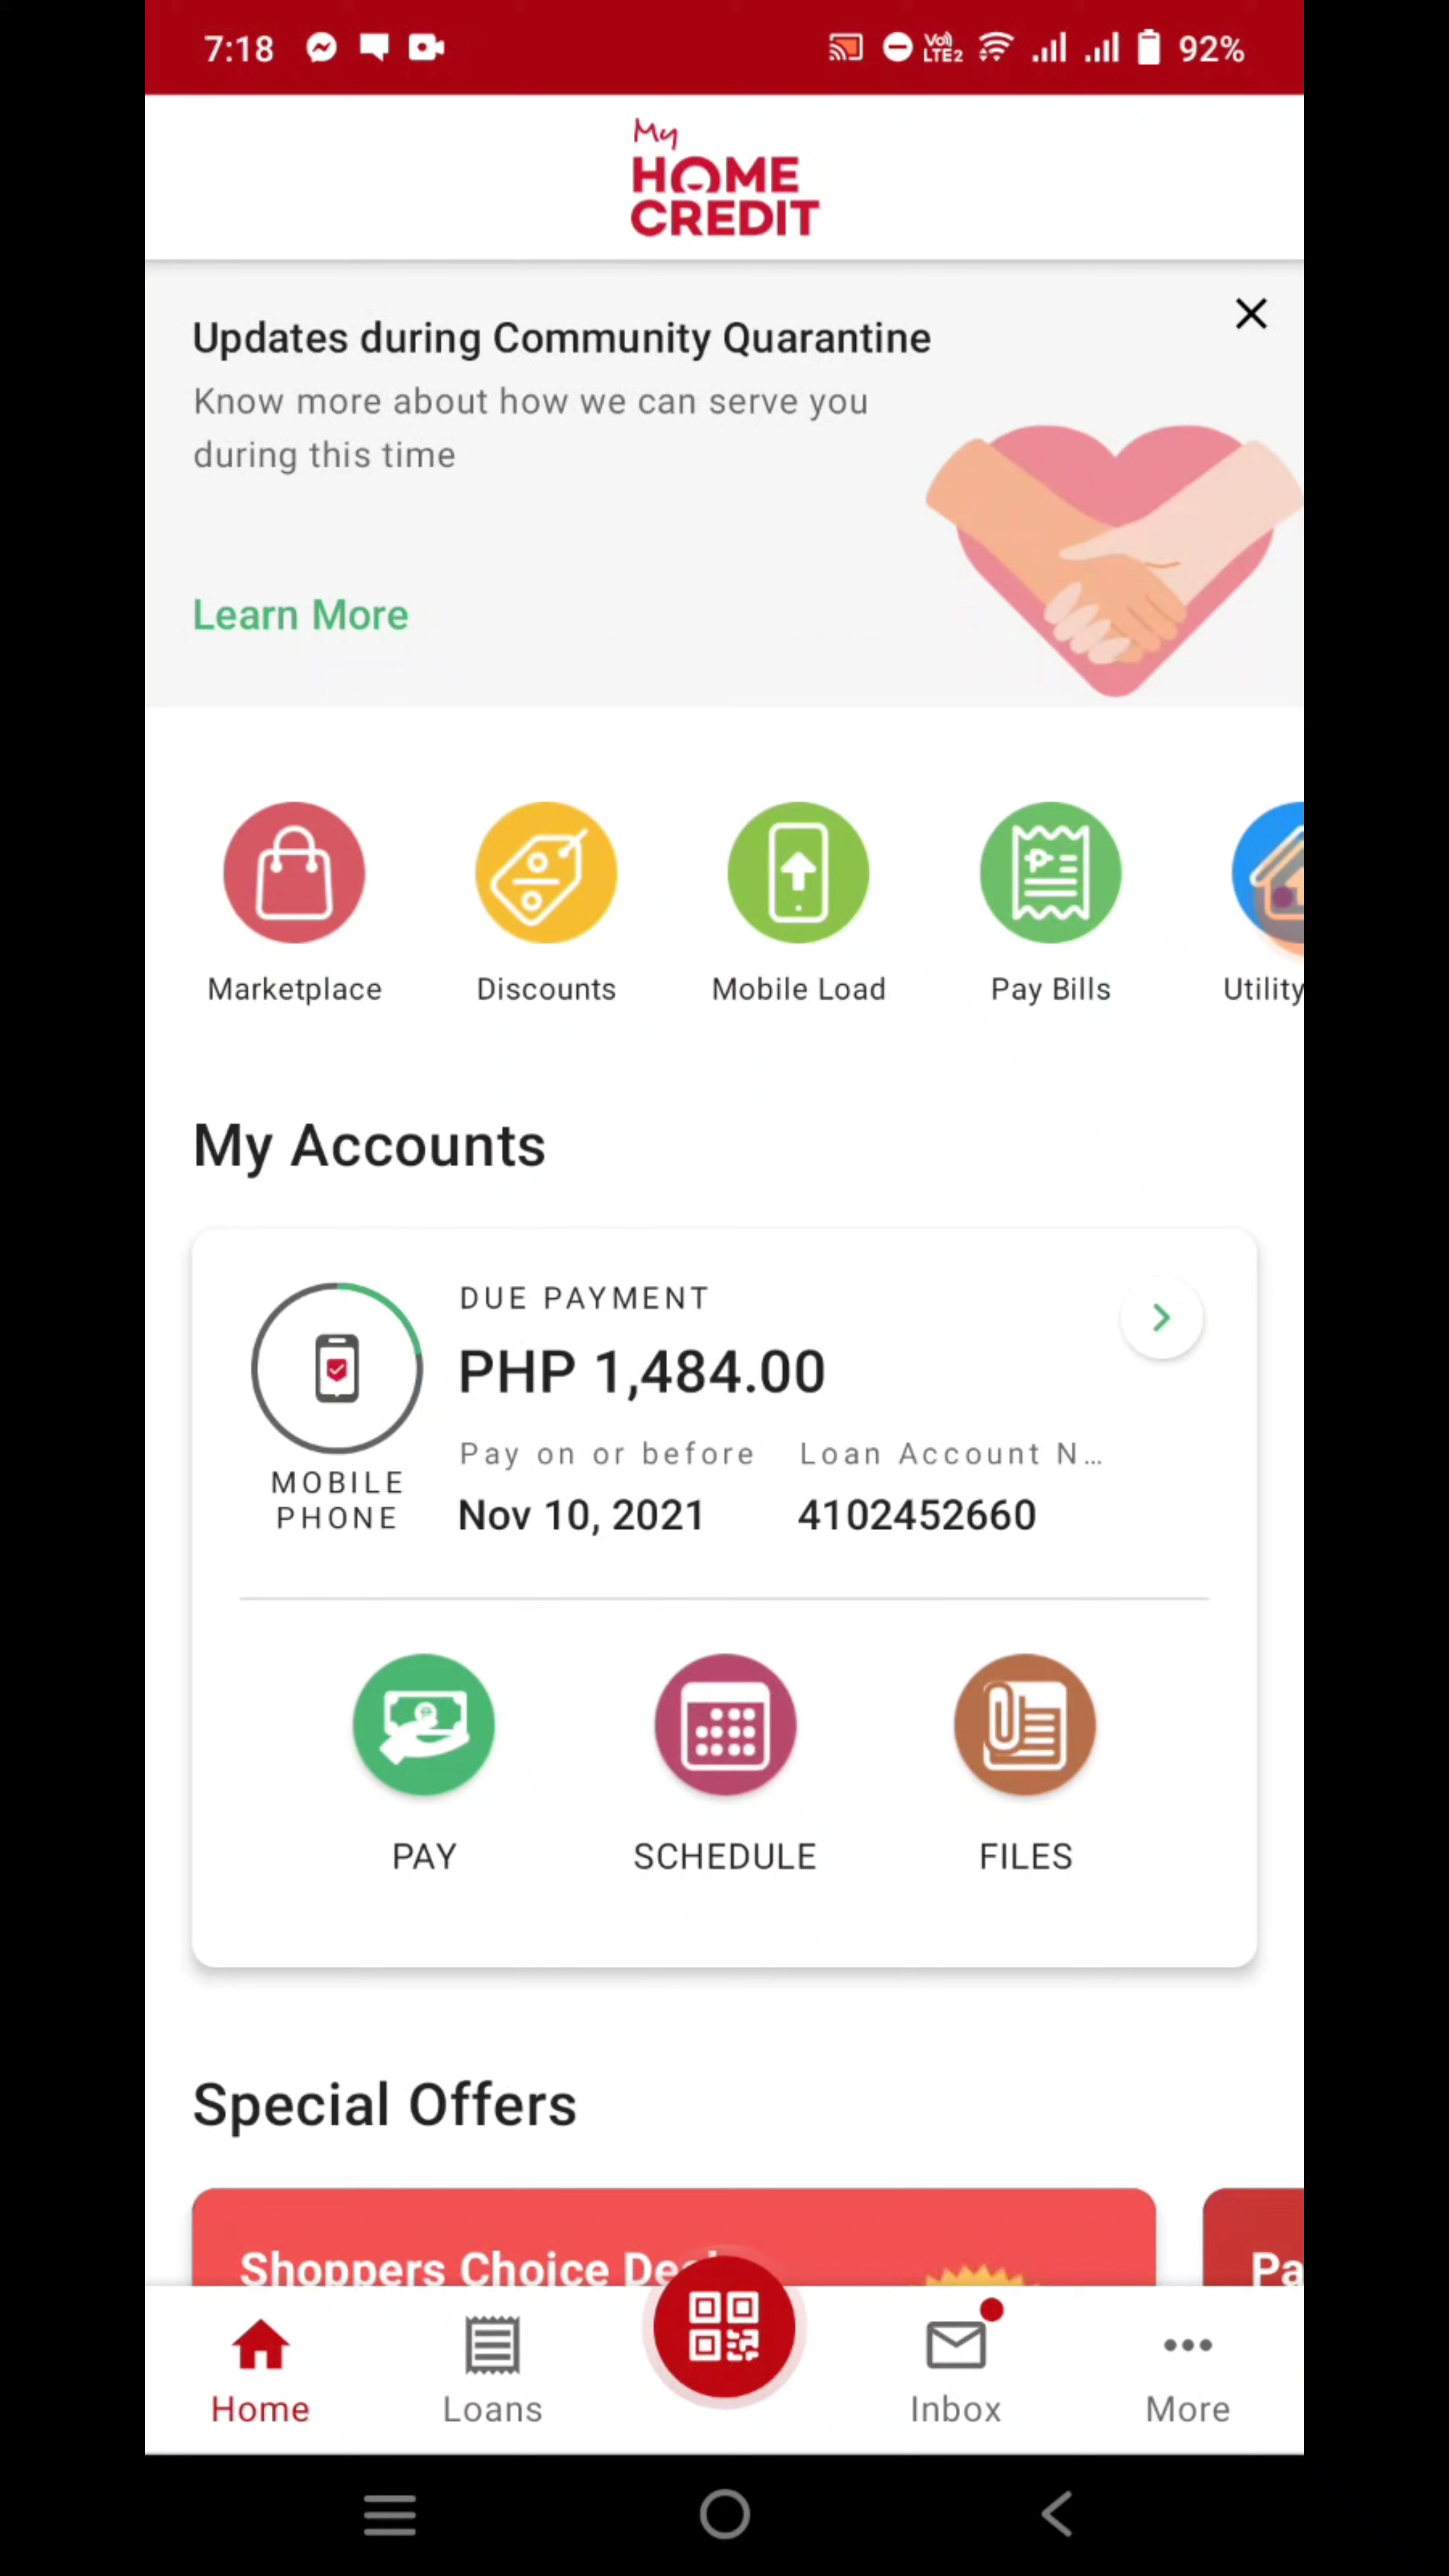 7:18 Vo) LTE2 92%
My
HOME
CREDIT
Updates during Community Quarantine
Know more about how we can serve you
during this time
Learn More
Marketplace Discounts Mobile Load Pay Bills Utility
My Accounts
DUE PAYMENT
PHP 1,484.00
Pay on or before Loan Account N...
Nov 10, 2021 4102452660
MOBILE
PHONE
PAY SCHEDULE FILES
Special Offers
Shoppers Choice Pa
Home Loans Inbox More